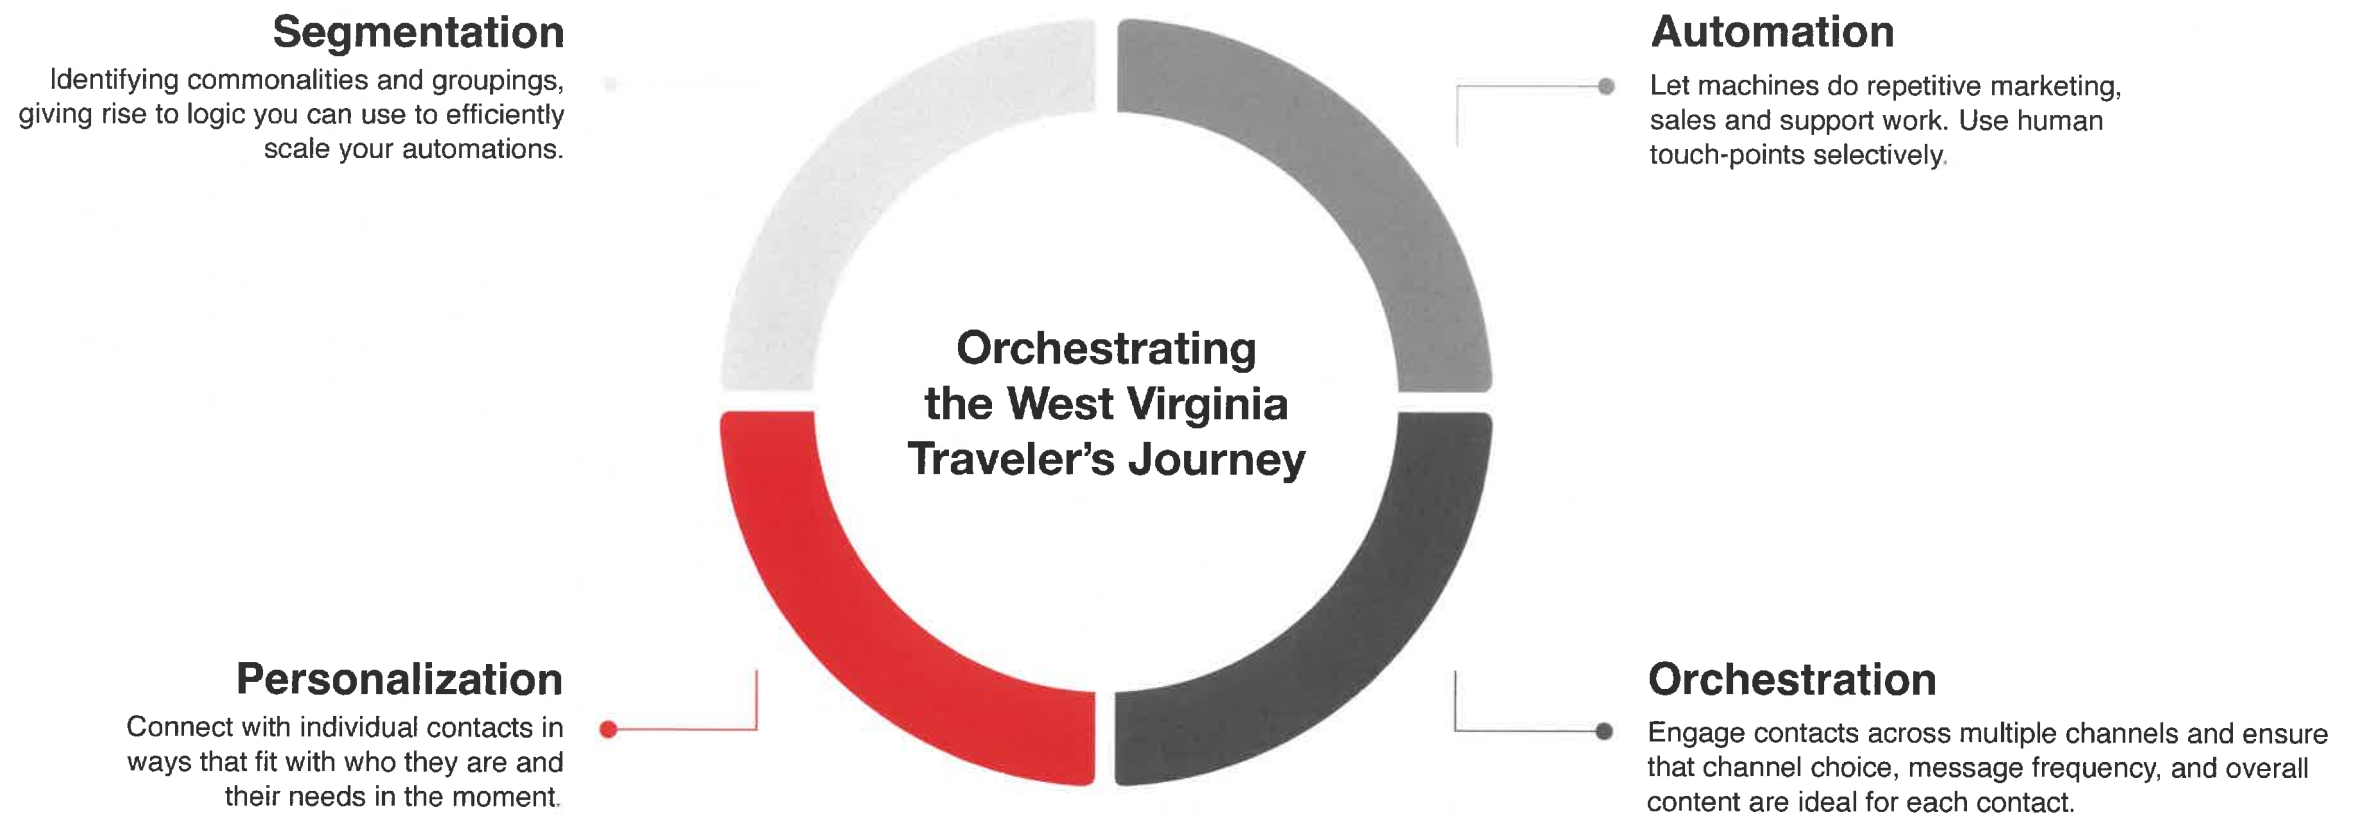 Segmentation
Identifying commonalities and groupings,
giving rise to logic you can use to efficiently
scale your automations.
Automation
Let machines do repetitive marketing,
sales and support work. Use human
touch-points selectively.
Orchestrating
the West Virginia
Traveler's Journey
Personalization
Connect with individual contacts in
ways that fit with who they are and
their needs in the moment.
Orchestration
Engage contacts across multiple channels and ensure
that channel choice, message frequency, and overall
content are ideal for each contact.